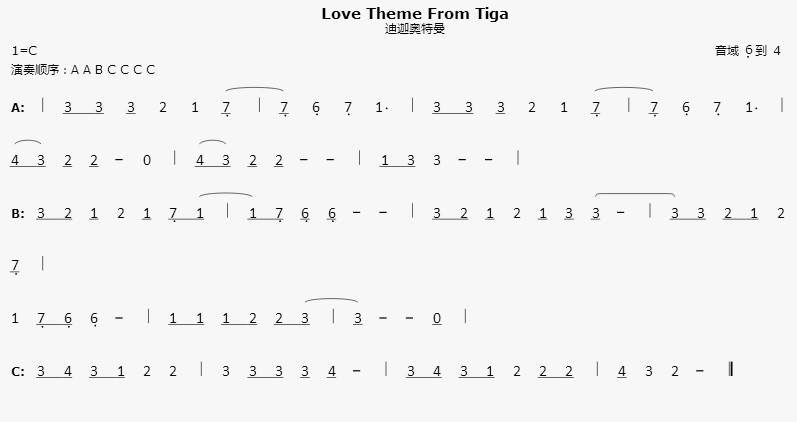 Love Theme From Tiga
迪迦奥特曼
1=C 音域 6̣到 4
演奏顺序：A A B C C C C
A: | 3 3 3 2 1 7̣ | 7̣ 6̣ 7̣ 1· | 3 3 3 2 1 7̣ | 7̣ 6̣ 7̣ 1· |
4 3 2 2 – 0 | 4 3 2 2 – – | 1 3 3 – – |
B: 3 2 1 2 1 7̣ 1 | 1 7̣ 6̣ 6̣ – – | 3 2 1 2 1 3 3 – | 3 3 2 1 2
7̣ |
1 7̣ 6̣ 6̣ – | 1 1 1 2 2 3 | 3 – – 0 |
C: 3 4 3 1 2 2 | 3 3 3 3 4 – | 3 4 3 1 2 2 2 | 4 3 2 – ‖